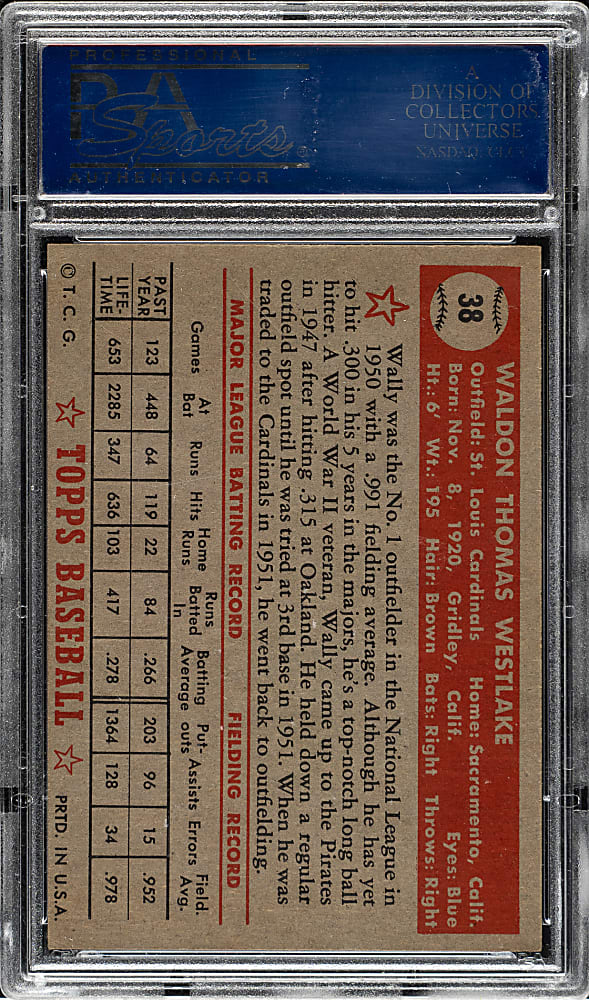 PROFESSIONAL
PSA
Sports®
AUTHENTICATOR
A
DIVISION OF
COLLECTORS
UNIVERSE
NASDAQ: CLCT
38
WALDON THOMAS WESTLAKE
Outfield: St. Louis Cardinals Home: Sacramento, Calif.
Born: Nov. 8, 1920, Gridley, Calif. Eyes: Blue
Ht.: 6' Wt.: 195 Hair: Brown Bats: Right Throws: Right
Wally was the No. 1 outfielder in the National League in
1950 with a .991 fielding average. Although he has yet
to hit .300 in his 5 years in the majors, he's a top-notch long ball
hitter. A World War II veteran, Wally came up to the Pirates
in 1947 after hitting .315 at Oakland. He held down a regular
outfield spot until he was tried at 3rd base in 1951. When he was
traded to the Cardinals in 1951, he went back to outfielding.
MAJOR LEAGUE BATTING RECORD FIELDING RECORD
Games At Bat Runs Hits Home Runs Runs Batted In Batting Average Put-outs Assists Errors Field. Avg.
PAST YEAR 123 448 64 119 22 84 .266 203 96 15 .952
LIFE-TIME 653 2285 347 636 103 417 .278 1364 128 34 .978
© T. C. G. ☆ TOPPS BASEBALL ☆ PRTD. IN U.S.A.